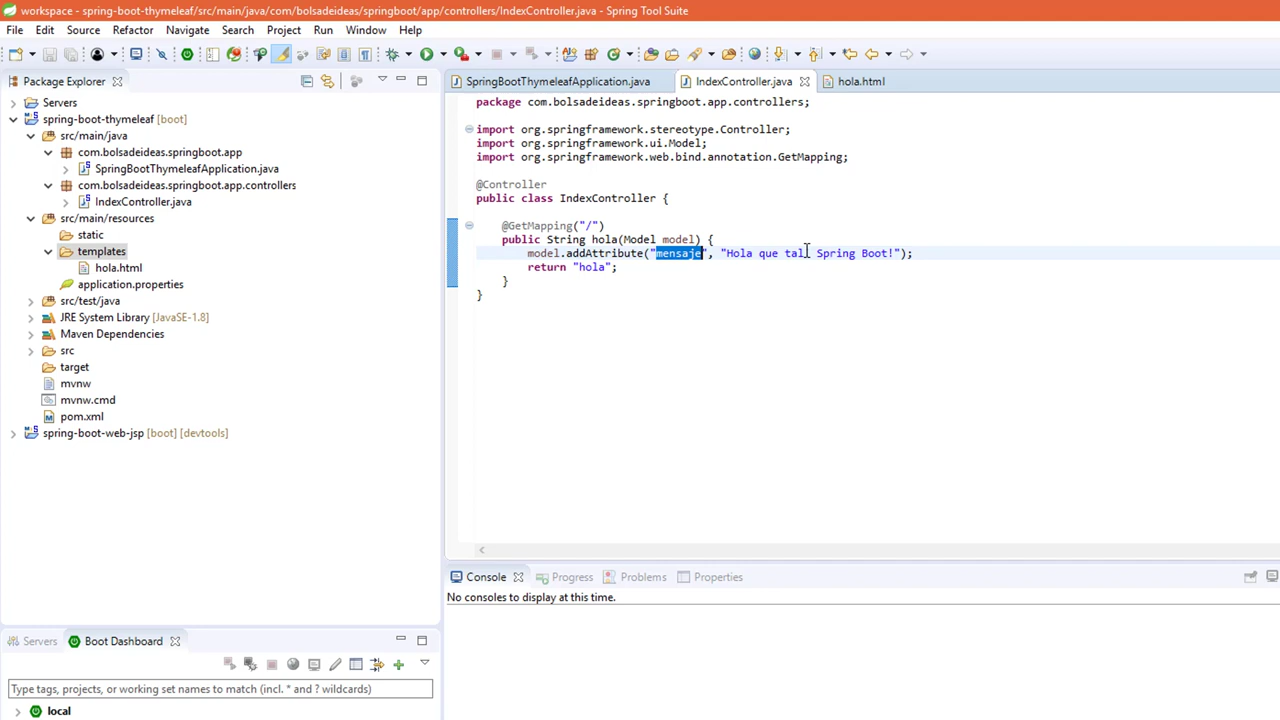 workspace - spring-boot-thymeleaf/src/main/java/com/bolsadeideas/springboot/app/controllers/IndexController.java - Spring Tool Suite
File Edit Source Refactor Navigate Search Project Run Window Help
Package Explorer
Servers
spring-boot-thymeleaf [boot]
src/main/java
com.bolsadeideas.springboot.app
SpringBootThymeleafApplication.java
com.bolsadeideas.springboot.app.controllers
IndexController.java
src/main/resources
static
templates
hola.html
application.properties
src/test/java
JRE System Library [JavaSE-1.8]
Maven Dependencies
src
target
mvnw
mvnw.cmd
pom.xml
spring-boot-web-jsp [boot] [devtools]
SpringBootThymeleafApplication.java IndexController.java hola.html
package com.bolsadeideas.springboot.app.controllers;
import org.springframework.stereotype.Controller;
import org.springframework.ui.Model;
import org.springframework.web.bind.annotation.GetMapping;
@Controller
public class IndexController {
@GetMapping("/")
public String hola(Model model) {
model.addAttribute("mensaje", "Hola que tal Spring Boot!");
return "hola";
}
}
Console Progress Problems Properties
No consoles to display at this time.
Servers Boot Dashboard
Type tags, projects, or working set names to match (incl. * and ? wildcards)
local